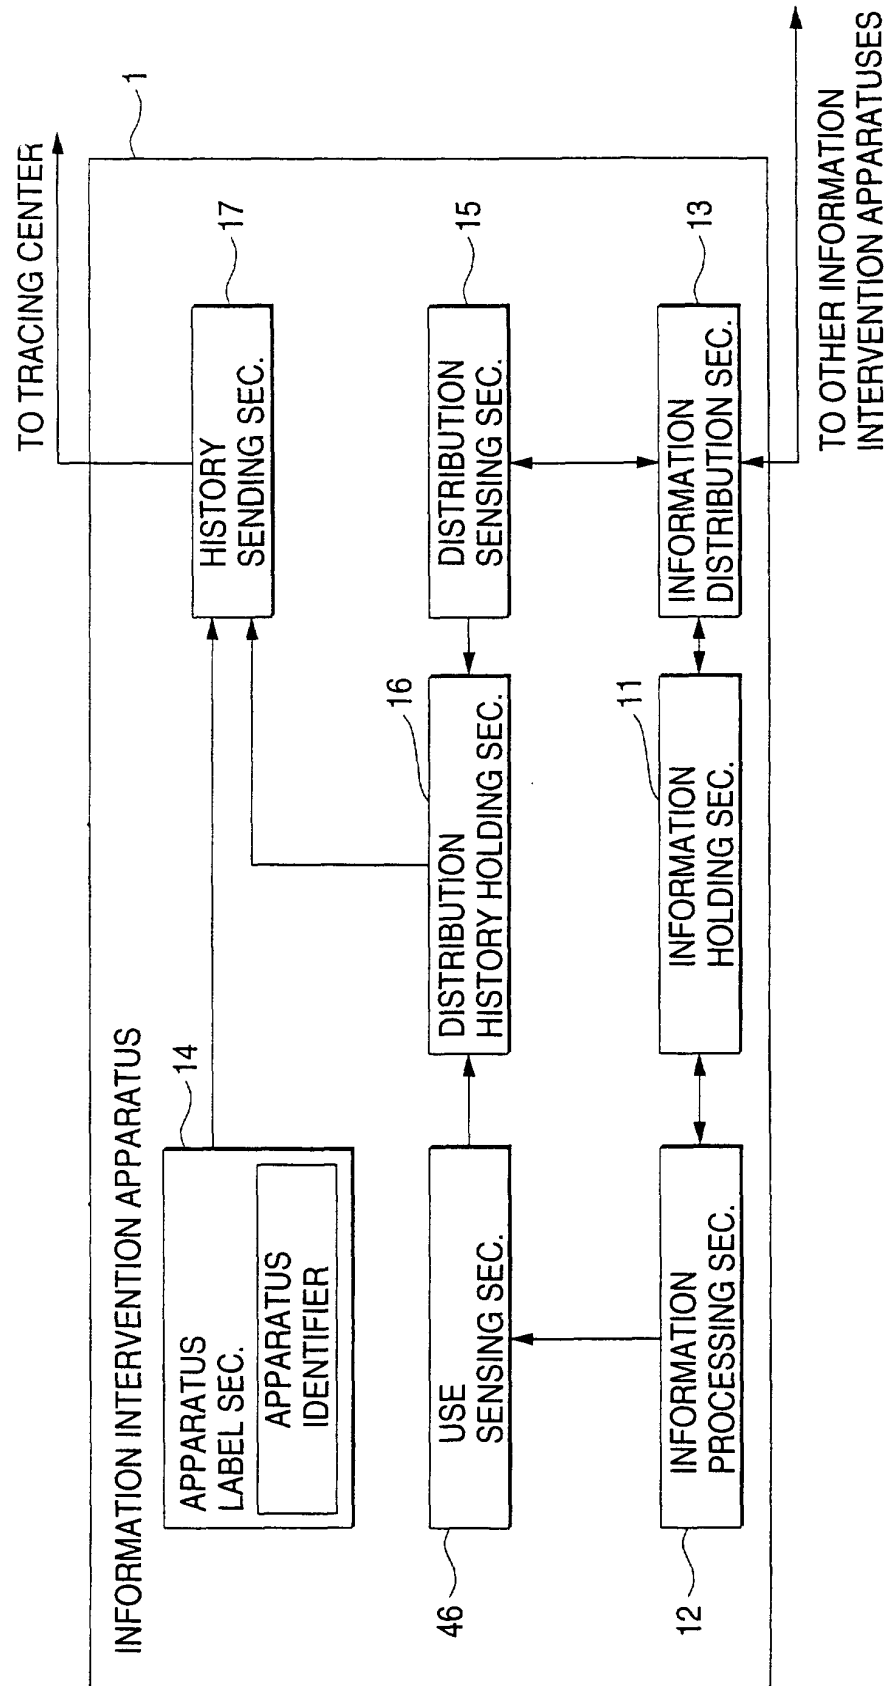 TO TRACING CENTER
1
INFORMATION INTERVENTION APPARATUS
14
APPARATUS
LABEL SEC.
APPARATUS
IDENTIFIER
17
HISTORY
SENDING SEC.
46
USE
SENSING SEC.
16
DISTRIBUTION
HISTORY HOLDING SEC.
15
DISTRIBUTION
SENSING SEC.
12
INFORMATION
PROCESSING SEC.
11
INFORMATION
HOLDING SEC.
13
INFORMATION
DISTRIBUTION SEC.
TO OTHER INFORMATION
INTERVENTION APPARATUSES